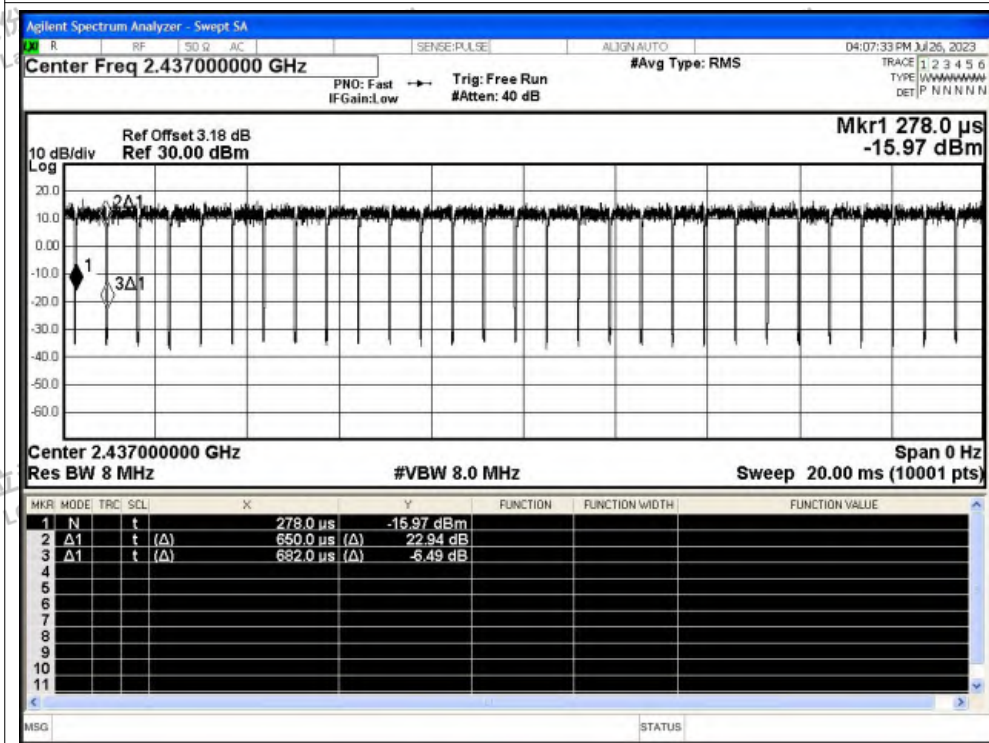 Agilent Spectrum Analyzer - Swept SA
R RF 50 Ω AC SENSE:PULSE ALIGN AUTO 04:07:33 PM Jul 26, 2023
Center Freq 2.437000000 GHz #Avg Type: RMS TRACE 1 2 3 4 5 6
PNO: Fast Trig: Free Run TYPE WWWWWW
IFGain:Low #Atten: 40 dB DET P N N N N N
Mkr1 278.0 µs
Ref Offset 3.18 dB
10 dB/div Ref 30.00 dBm -15.97 dBm
Log
20.0
2Δ1
10.0
0.00
1
-10.0
3Δ1
-20.0
-30.0
-40.0
-50.0
-60.0
Center 2.437000000 GHz Span 0 Hz
Res BW 8 MHz #VBW 8.0 MHz Sweep 20.00 ms (10001 pts)
MKR MODE TRC SCL X Y FUNCTION FUNCTION WIDTH FUNCTION VALUE
1 N t 278.0 µs -15.97 dBm
2 Δ1 t (Δ) 650.0 µs (Δ) 22.94 dB
3 Δ1 t (Δ) 682.0 µs (Δ) -6.49 dB
4
5
6
7
8
9
10
11
MSG STATUS